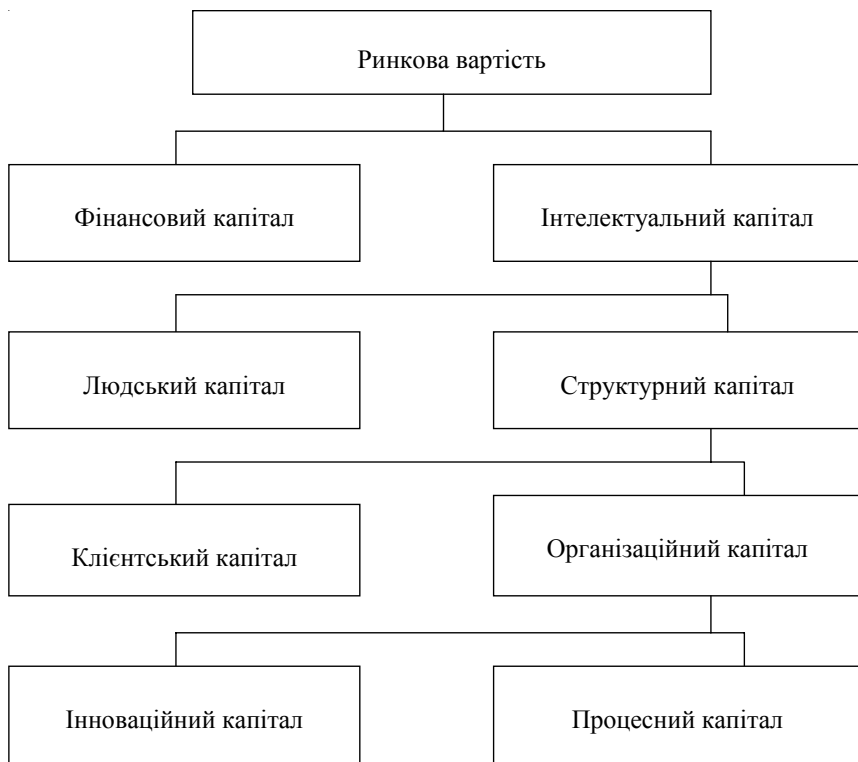 Ринкова вартість
Фінансовий капітал
Інтелектуальний капітал
Людський капітал
Структурний капітал
Клієнтський капітал
Організаційний капітал
Інноваційний капітал
Процесний капітал